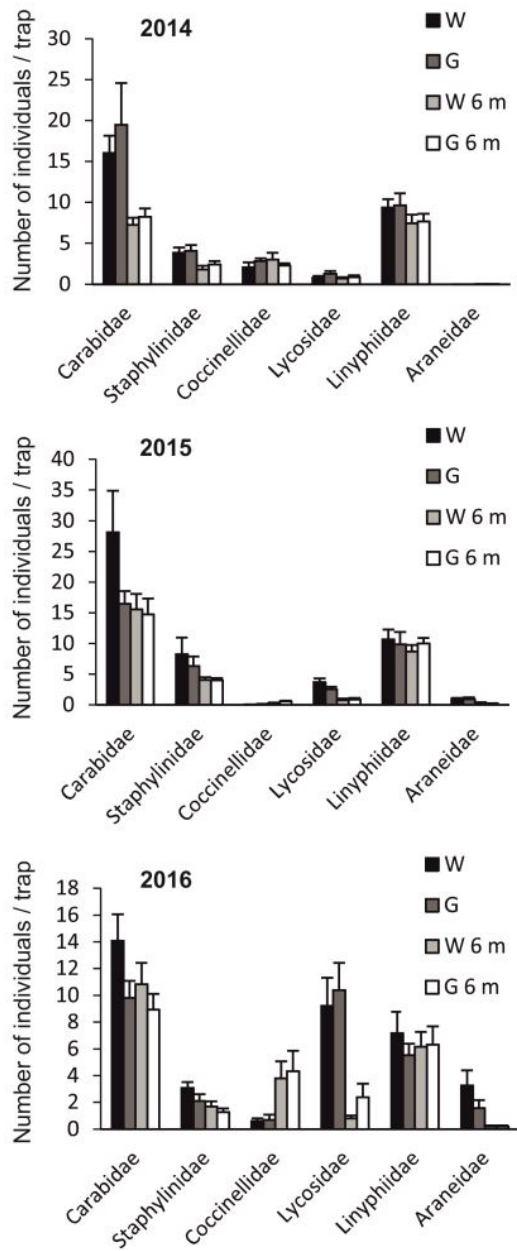 2014
W
G
W 6 m
G 6 m
Number of individuals / trap
30
25
20
15
10
5
0
Carabidae
Staphylinidae
Coccinellidae
Lycosidae
Linyphiidae
Araneidae
2015
W
G
W 6 m
G 6 m
Number of individuals / trap
40
35
30
25
20
15
10
5
0
Carabidae
Staphylinidae
Coccinellidae
Lycosidae
Linyphiidae
Araneidae
2016
W
G
W 6 m
G 6 m
Number of individuals / trap
18
16
14
12
10
8
6
4
2
0
Carabidae
Staphylinidae
Coccinellidae
Lycosidae
Linyphiidae
Araneidae